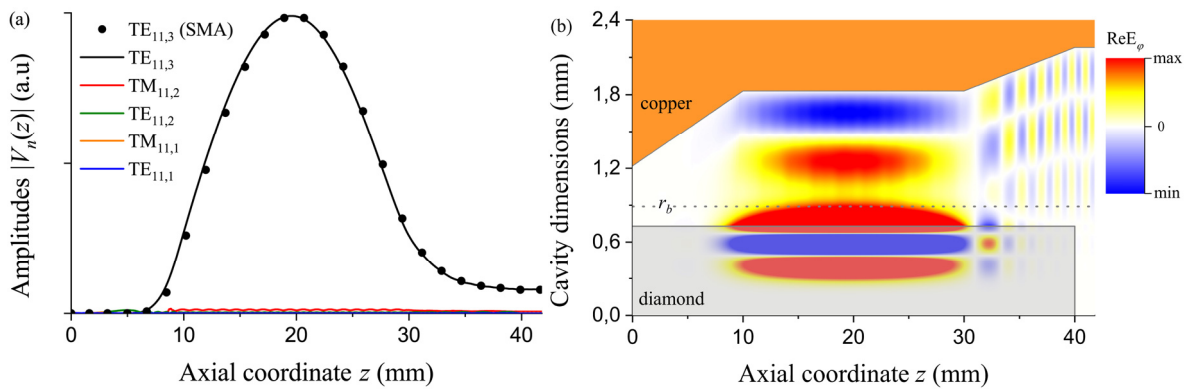 (a)
Amplitudes |Vn(z)| (a.u)
TE11,3 (SMA)
TE11,3
TM11,2
TE11,2
TM11,1
TE11,1
0 10 20 30 40
Axial coordinate z (mm)
(b)
Cavity dimensions (mm)
2,4
1,8
1,2
0,6
0,0
copper
rb
diamond
0 10 20 30 40
Axial coordinate z (mm)
ReEφ
max
0
min